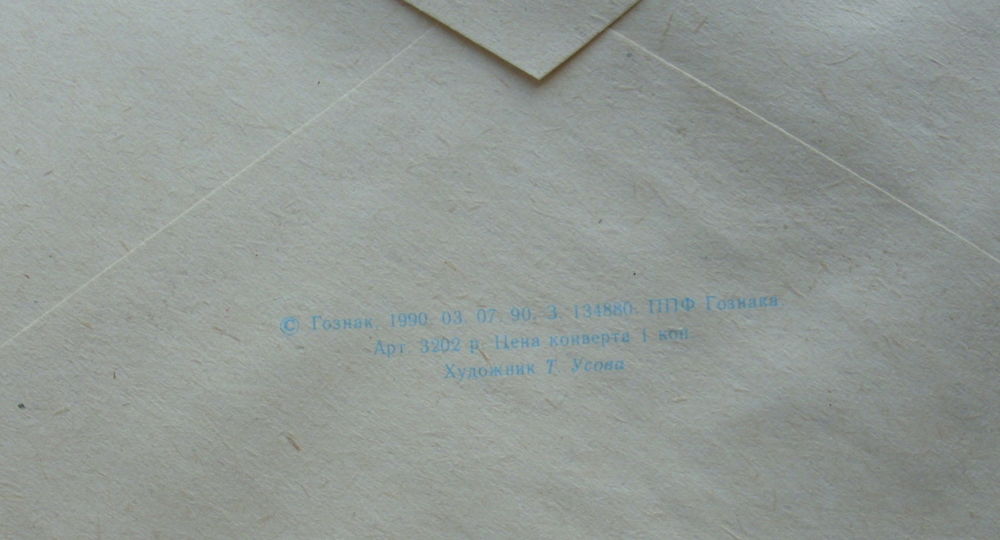 © Гознак. 1990. 03. 07. 90. З. 134880. ППФ Гознака.
Арт. 3202 р. Цена конверта 1 коп.
Художник Т. Усова